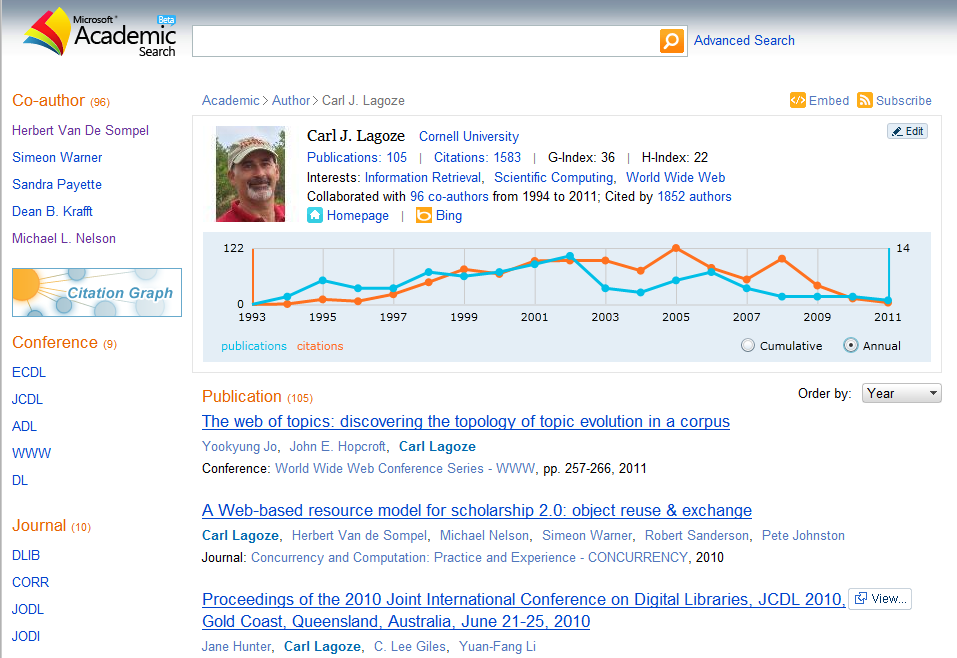 Microsoft® Beta
Academic
Search
Advanced Search
Co-author (96)
Herbert Van De Sompel
Simeon Warner
Sandra Payette
Dean B. Krafft
Michael L. Nelson
Citation Graph
Conference (9)
ECDL
JCDL
ADL
WWW
DL
Journal (10)
DLIB
CORR
JODL
JODI
Academic > Author > Carl J. Lagoze
Embed Subscribe
Carl J. Lagoze Cornell University
Edit
Publications: 105 | Citations: 1583 | G-Index: 36 | H-Index: 22
Interests: Information Retrieval, Scientific Computing, World Wide Web
Collaborated with 96 co-authors from 1994 to 2011; Cited by 1852 authors
Homepage | Bing
122 14
0
1993 1995 1997 1999 2001 2003 2005 2007 2009 2011
publications citations Cumulative Annual
Publication (105)
Order by: Year
The web of topics: discovering the topology of topic evolution in a corpus
Yookyung Jo, John E. Hopcroft, Carl Lagoze
Conference: World Wide Web Conference Series - WWW, pp. 257-266, 2011
A Web-based resource model for scholarship 2.0: object reuse & exchange
Carl Lagoze, Herbert Van de Sompel, Michael Nelson, Simeon Warner, Robert Sanderson, Pete Johnston
Journal: Concurrency and Computation: Practice and Experience - CONCURRENCY, 2010
Proceedings of the 2010 Joint International Conference on Digital Libraries, JCDL 2010, View...
Gold Coast, Queensland, Australia, June 21-25, 2010
Jane Hunter, Carl Lagoze, C. Lee Giles, Yuan-Fang Li